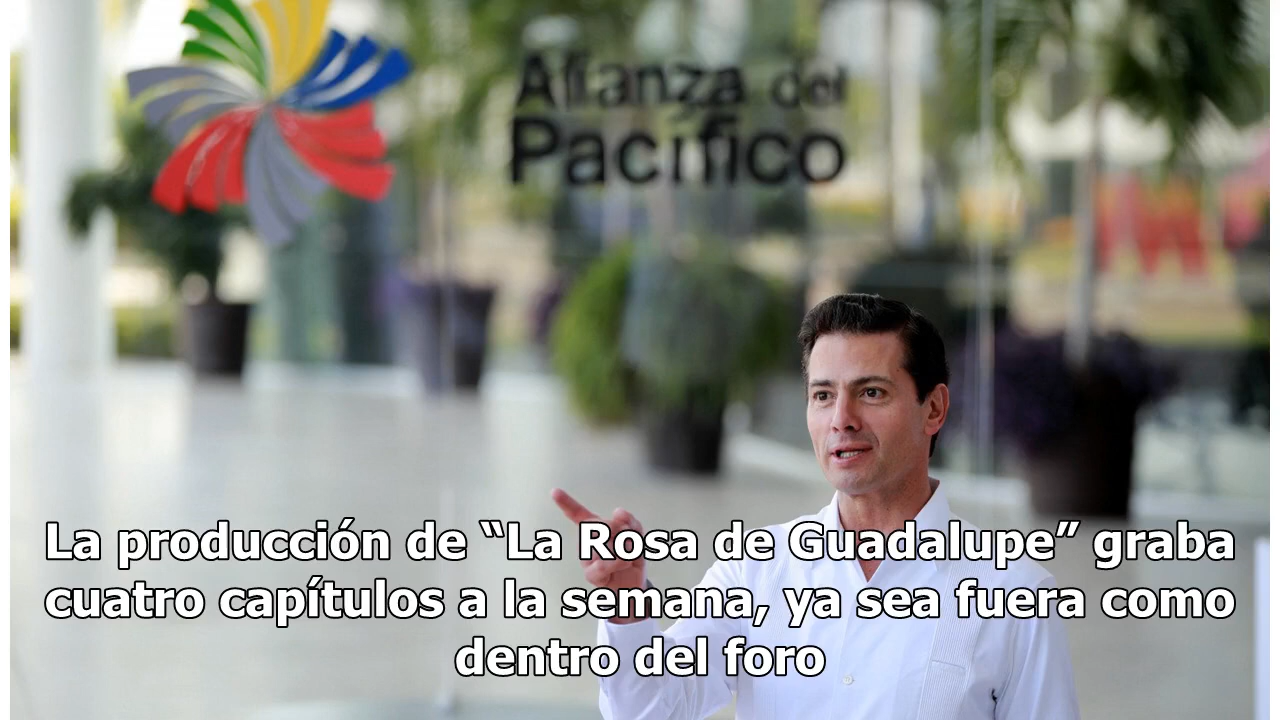 Alianza del
Pacífico
La producción de “La Rosa de Guadalupe” graba
cuatro capítulos a la semana, ya sea fuera como
dentro del foro